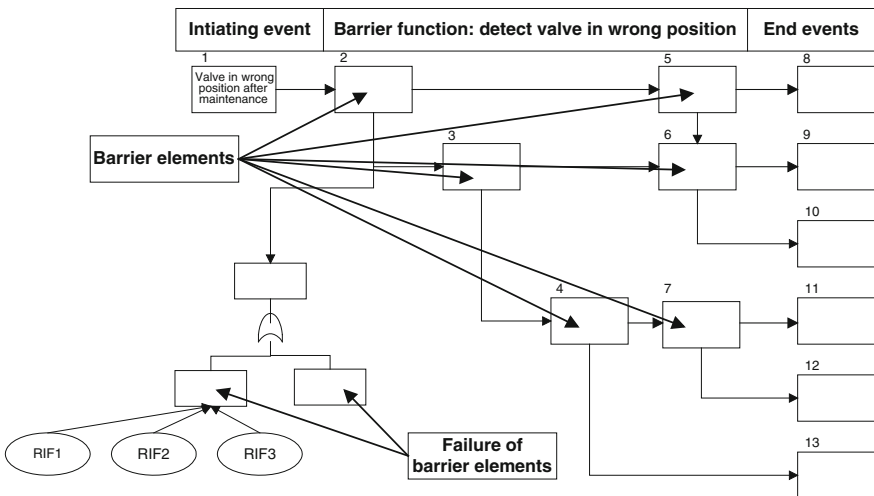 Intiating event
Barrier function: detect valve in wrong position
End events
1
2
5
8
Valve in wrong
position after
maintenance
Barrier elements
3
6
9
10
4
7
11
12
13
RIF1
RIF2
RIF3
Failure of
barrier elements